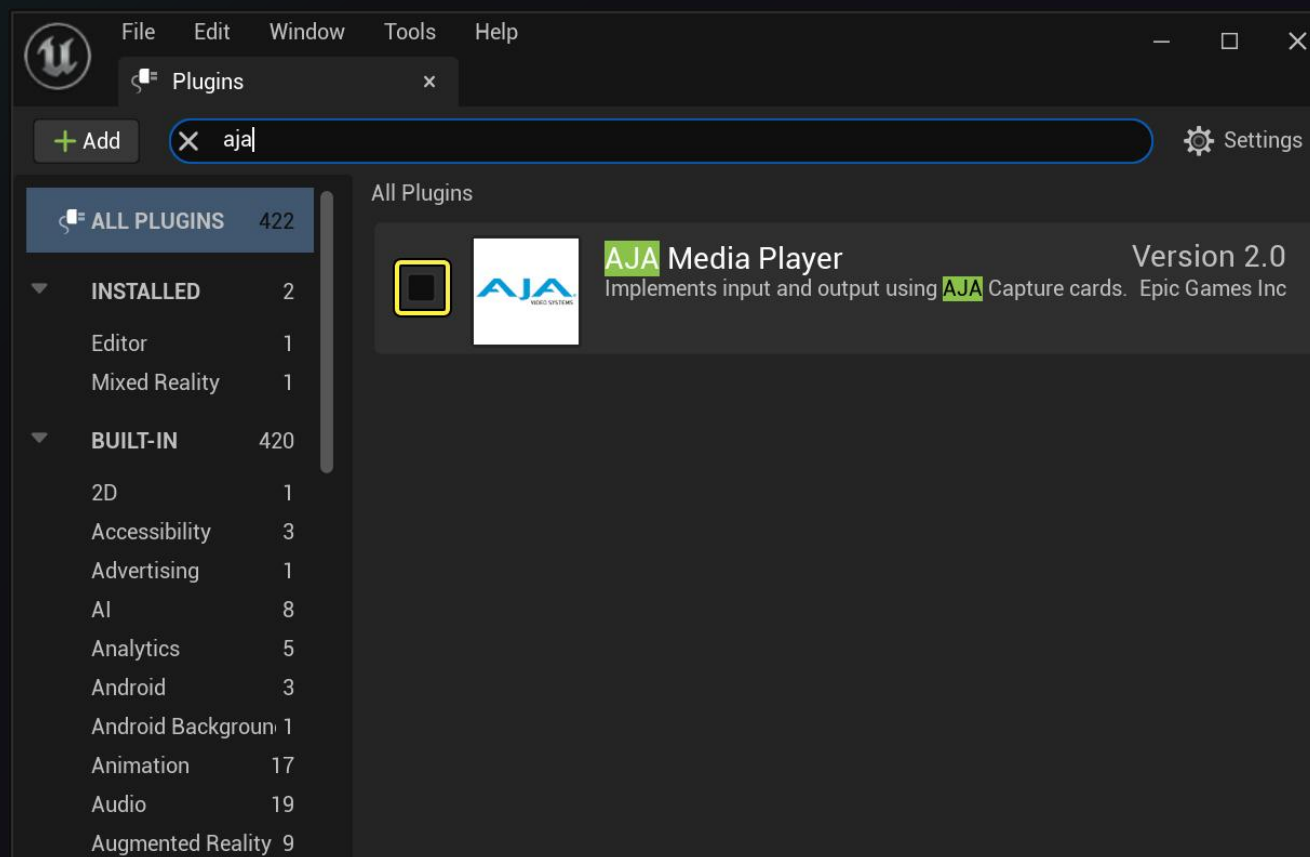 File Edit Window Tools Help
Plugins
Add
aja
Settings
ALL PLUGINS 422
INSTALLED 2
Editor 1
Mixed Reality 1
BUILT-IN 420
2D 1
Accessibility 3
Advertising 1
AI 8
Analytics 5
Android 3
Android Backgroun 1
Animation 17
Audio 19
Augmented Reality 9
All Plugins
AJA
VIDEO SYSTEMS
AJA Media Player
Version 2.0
Implements input and output using AJA Capture cards.
Epic Games Inc